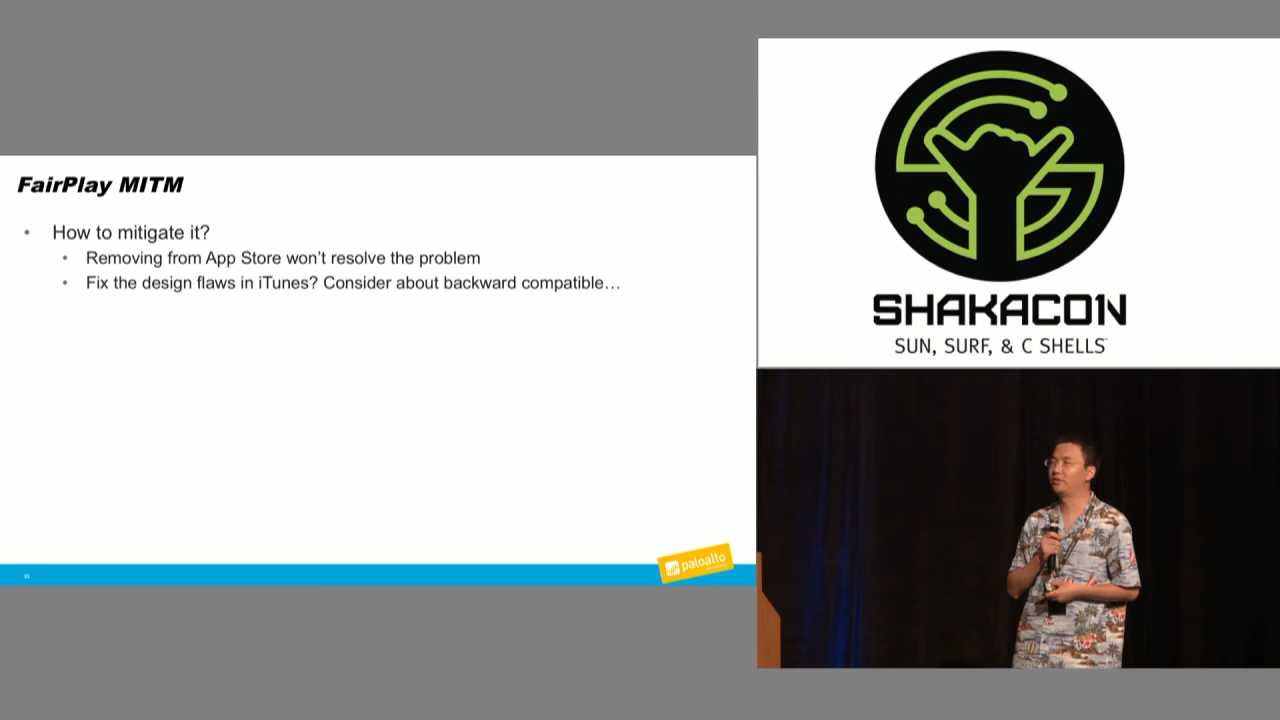 FairPlay MITM
• How to mitigate it?
• Removing from App Store won't resolve the problem
• Fix the design flaws in iTunes? Consider about backward compatible…
paloalto
SHAKACO1N
SUN, SURF, & C SHELLS